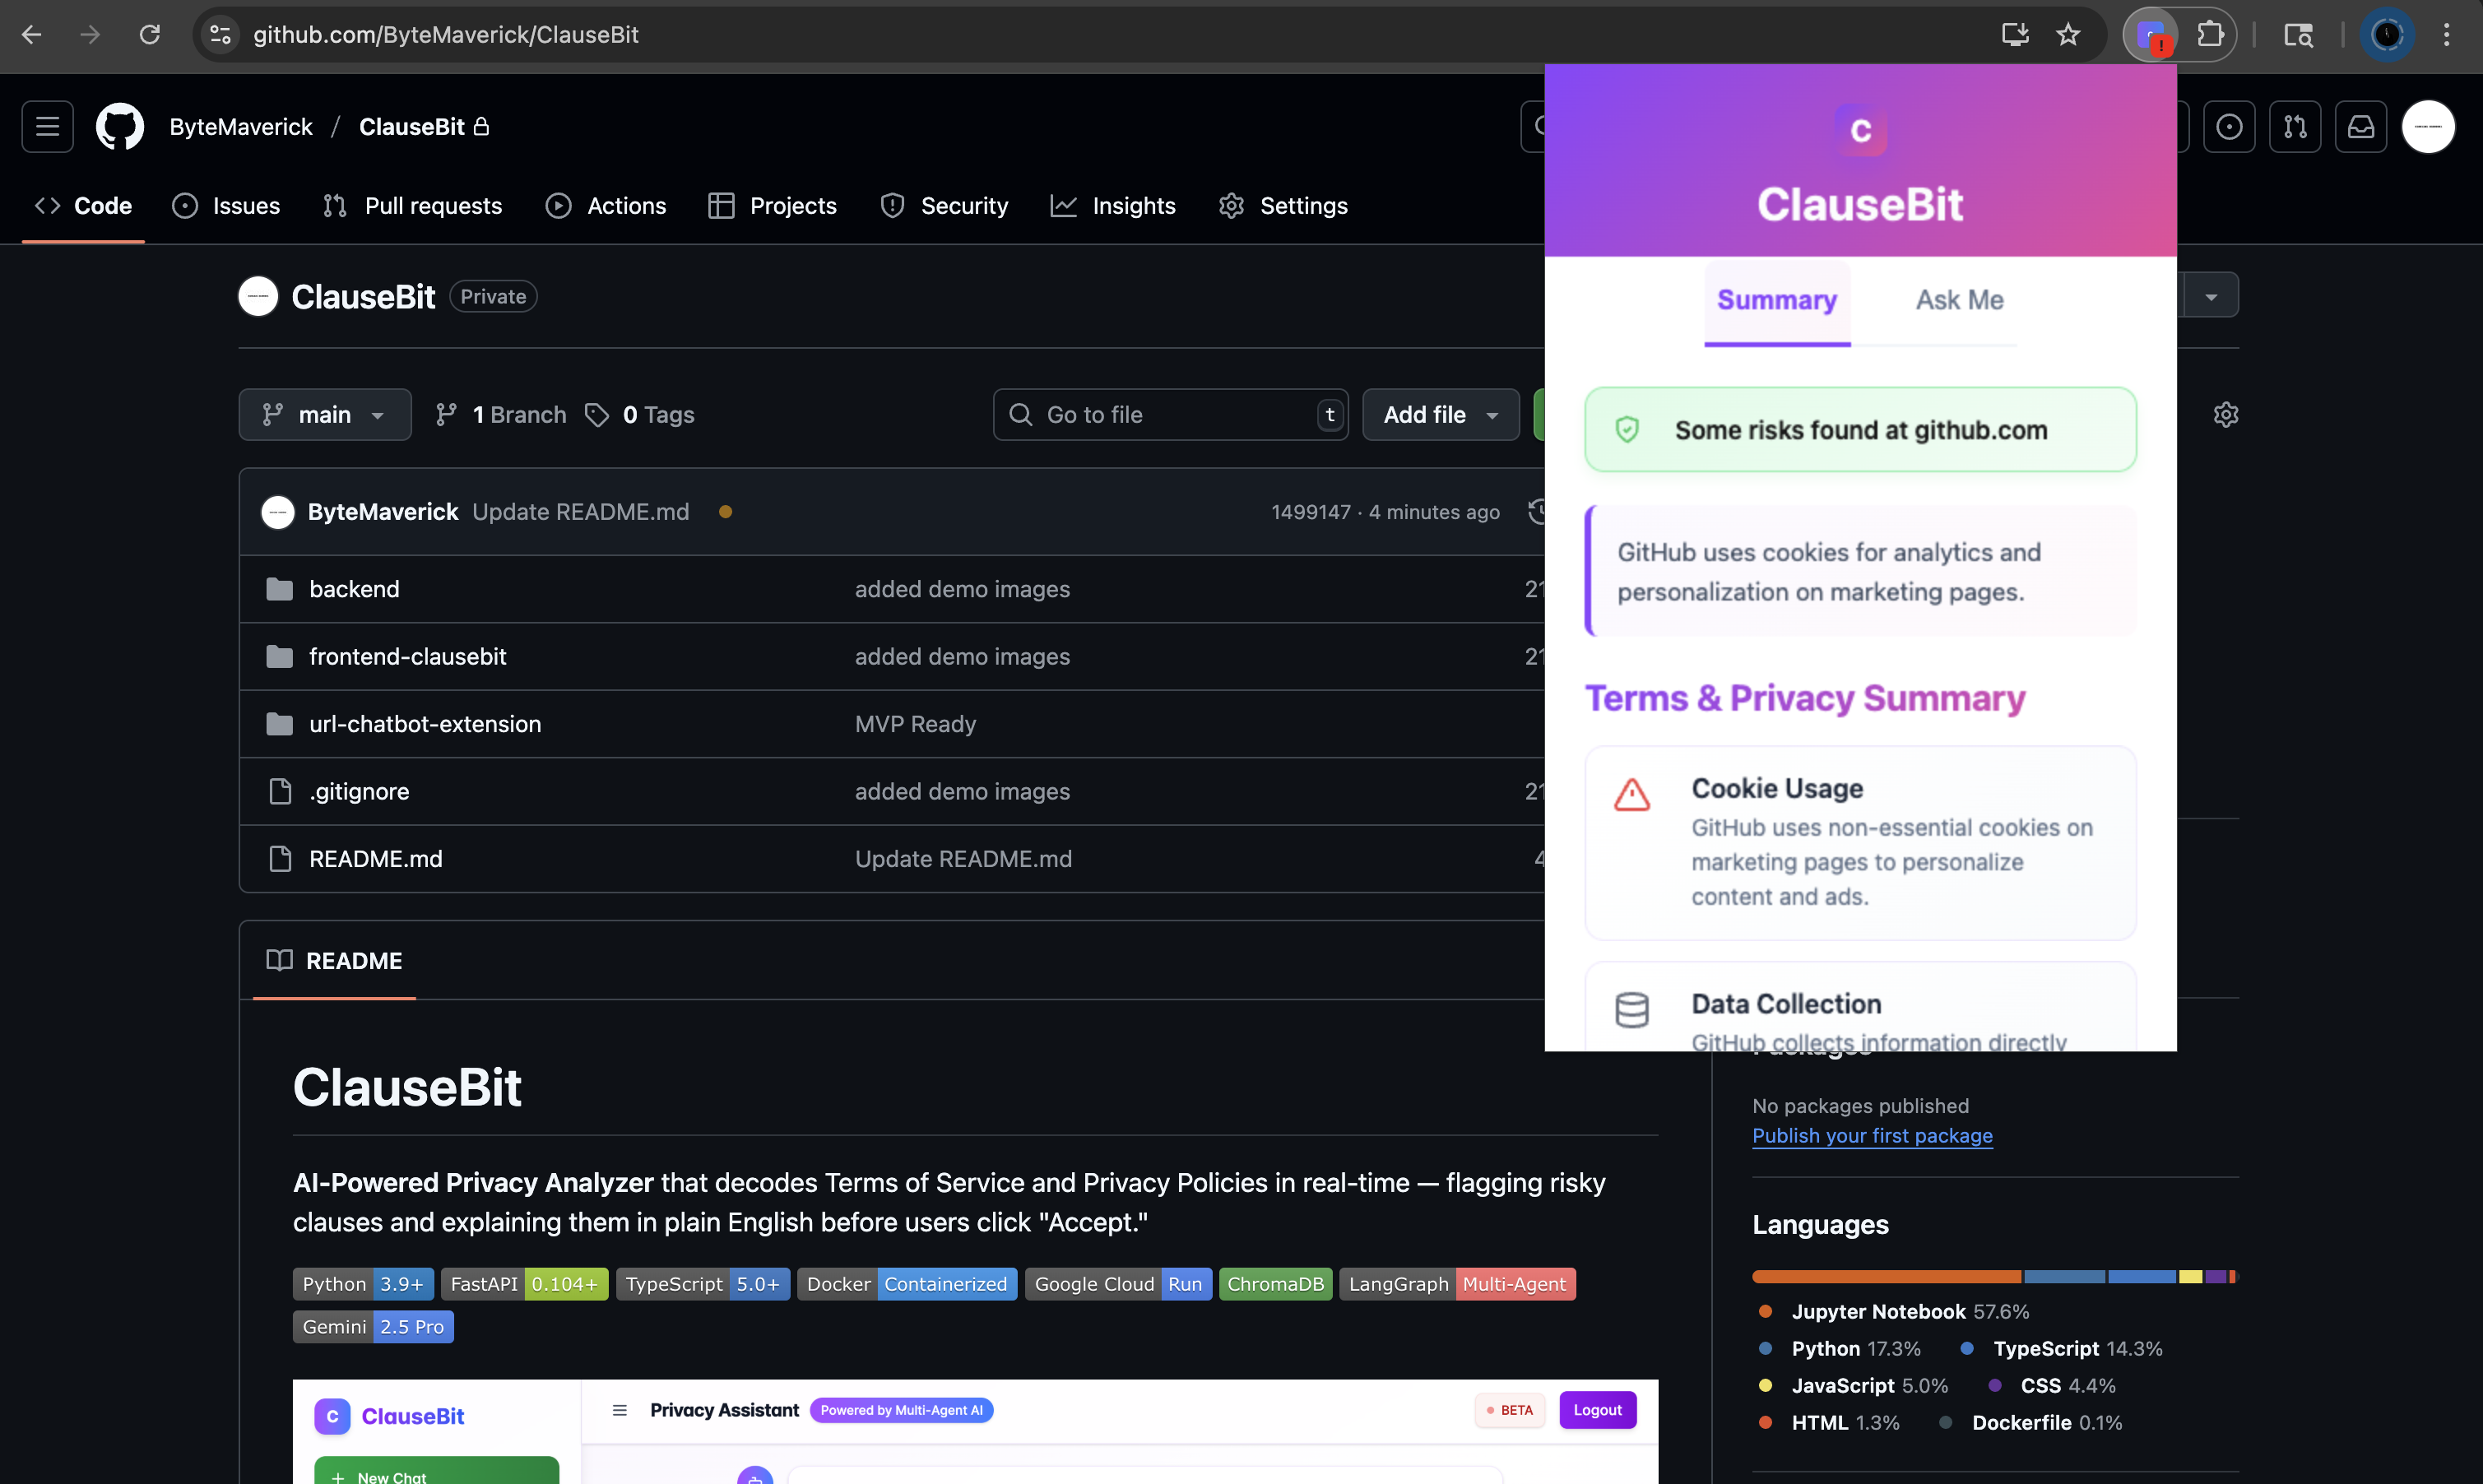 github.com/ByteMaverick/ClauseBit
ByteMaverick / ClauseBit
Code Issues Pull requests Actions Projects Security Insights Settings
ClauseBit Private
main 1 Branch 0 Tags Go to file t Add file
ByteMaverick Update README.md 1499147 · 4 minutes ago
backend added demo images
frontend-clausebit added demo images
url-chatbot-extension MVP Ready
.gitignore added demo images
README.md Update README.md
README
ClauseBit
AI-Powered Privacy Analyzer that decodes Terms of Service and Privacy Policies in real-time — flagging risky
clauses and explaining them in plain English before users click "Accept."
Python 3.9+ FastAPI 0.104+ TypeScript 5.0+ Docker Containerized Google Cloud Run ChromaDB LangGraph Multi-Agent
Gemini 2.5 Pro
C ClauseBit Privacy Assistant Powered by Multi-Agent AI BETA Logout
+ New Chat
C
ClauseBit
Summary Ask Me
Some risks found at github.com
GitHub uses cookies for analytics and
personalization on marketing pages.
Terms & Privacy Summary
Cookie Usage
GitHub uses non-essential cookies on
marketing pages to personalize
content and ads.
Data Collection
GitHub collects information directly
Packages
No packages published
Publish your first package
Languages
Jupyter Notebook 57.6%
Python 17.3% TypeScript 14.3%
JavaScript 5.0% CSS 4.4%
HTML 1.3% Dockerfile 0.1%